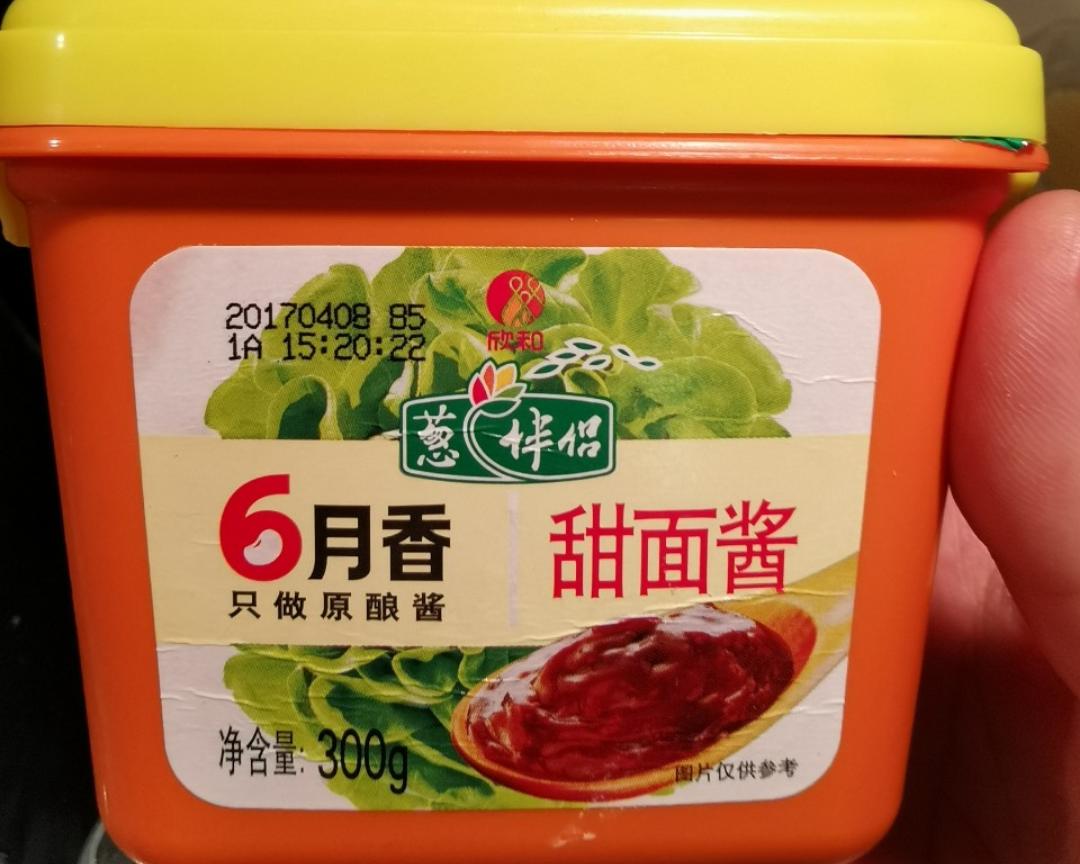 20170408 85
1A 15:20:22
欣和
葱伴侣
6月香
只做原酿酱
甜面酱
净含量: 300g
图片仅供参考